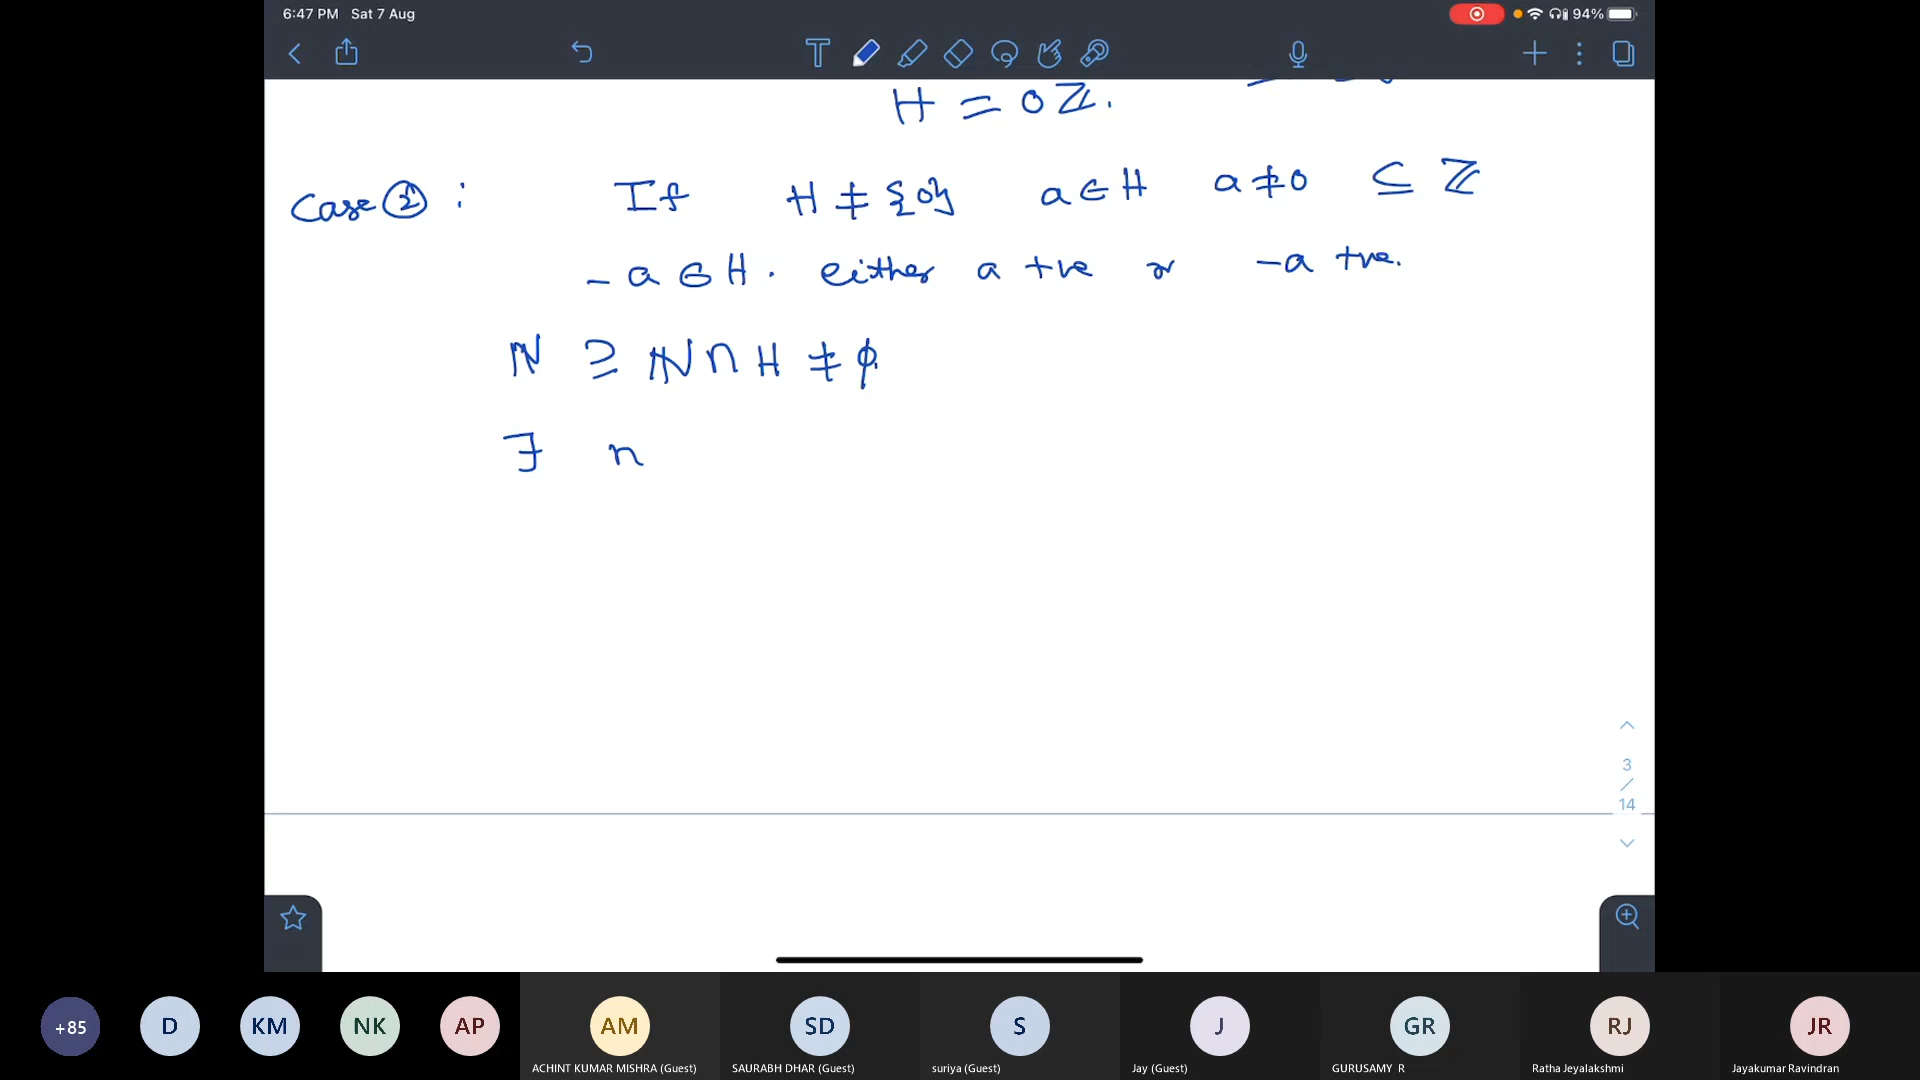 6:47 PM Sat 7 Aug
94%
T
H = 0ℤ.
Case ② : If H ≠ {0} a ∈ H a ≠ 0 ⊆ ℤ
- a ∈ H. either a +ve or -a +ve.
ℕ ⊇ ℕ ∩ H ≠ ϕ.
∃ n
3
/
14
+85 D KM NK AP AM SD S J GR RJ JR
ACHINT KUMAR MISHRA (Guest) SAURABH DHAR (Guest) suriya (Guest) Jay (Guest) GURUSAMY R Ratha Jeyalakshmi Jayakumar Ravindran